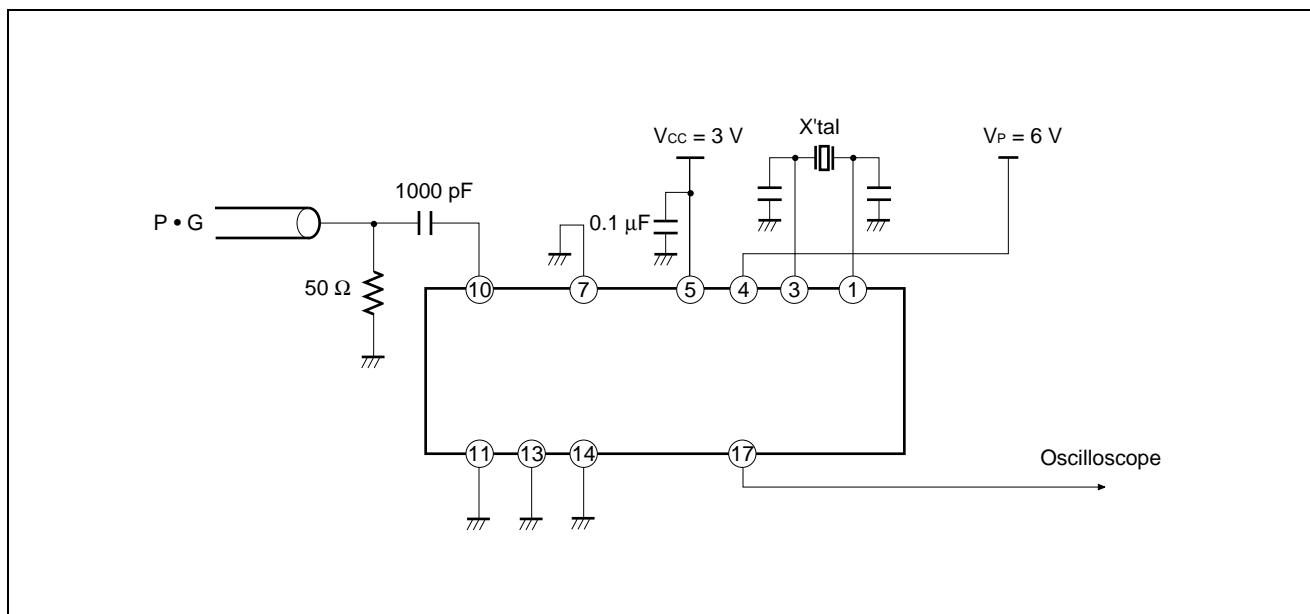 X'tal
VCC = 3 V
VP = 6 V
1000 pF
P • G
0.1 µF
50 Ω
10 7 5 4 3 1
11 13 14 17
Oscilloscope